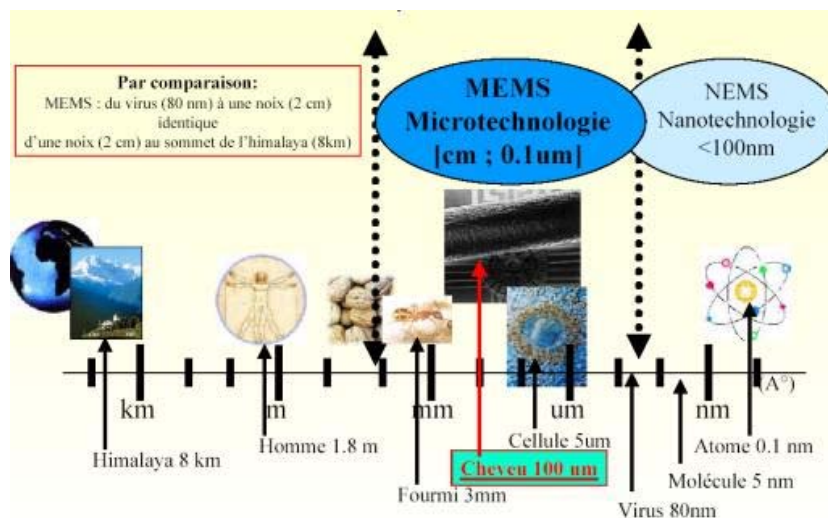 Par comparaison:
MEMS : du virus (80 nm) à une noix (2 cm)
identique
d'une noix (2 cm) au sommet de l'himalaya (8km)
MEMS
Microtechnologie
[cm ; 0.1um]
NEMS
Nanotechnologie
<100nm
km
m
mm
um
nm
(A°)
Himalaya 8 km
Homme 1.8 m
Fourmi 3mm
Cheveu 100 um
Cellule 5um
Virus 80nm
Molécule 5 nm
Atome 0.1 nm